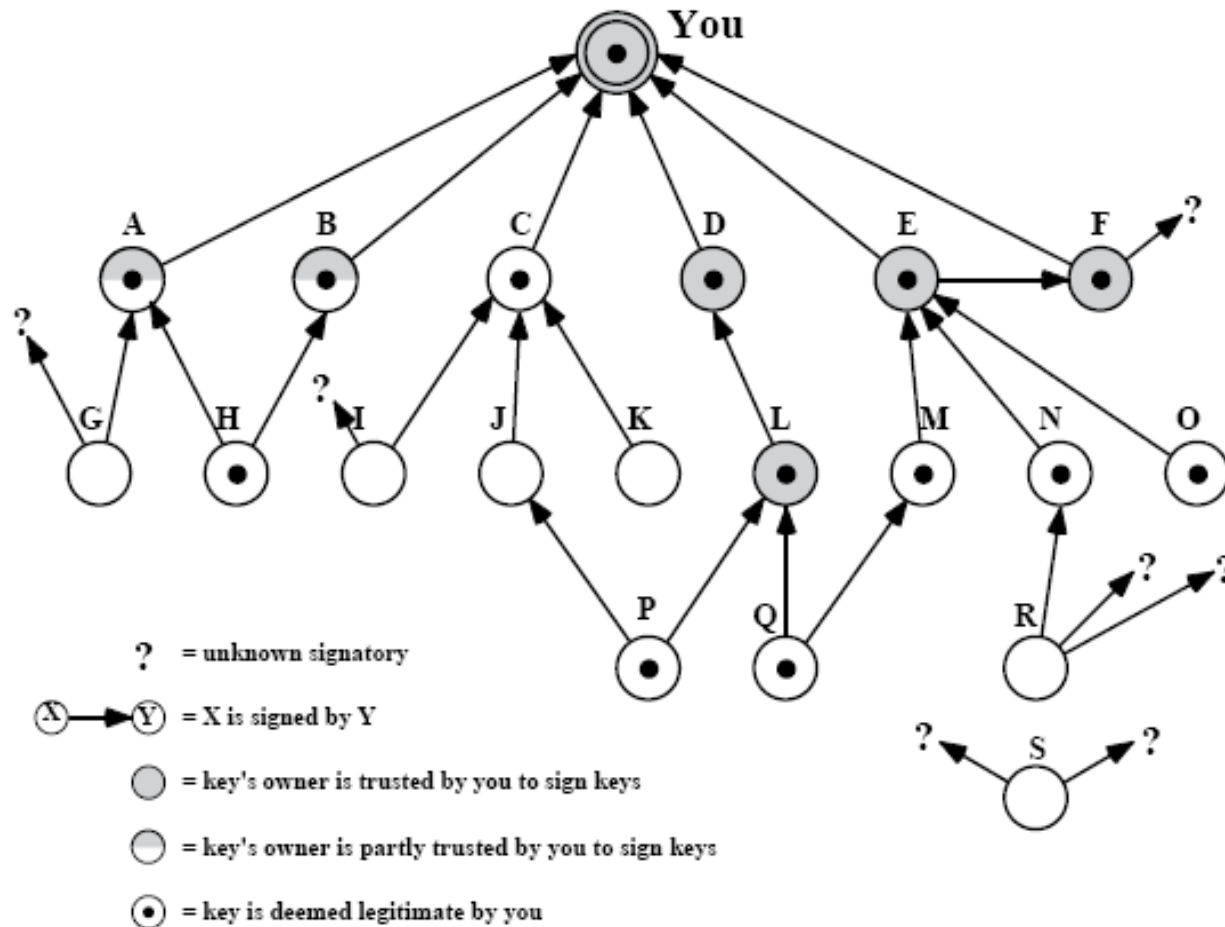 You
A B C D E F ?
?
? G H I J K L M N O
? ?
P Q R
? = unknown signatory
X Y = X is signed by Y
? S ?
= key's owner is trusted by you to sign keys
= key's owner is partly trusted by you to sign keys
= key is deemed legitimate by you